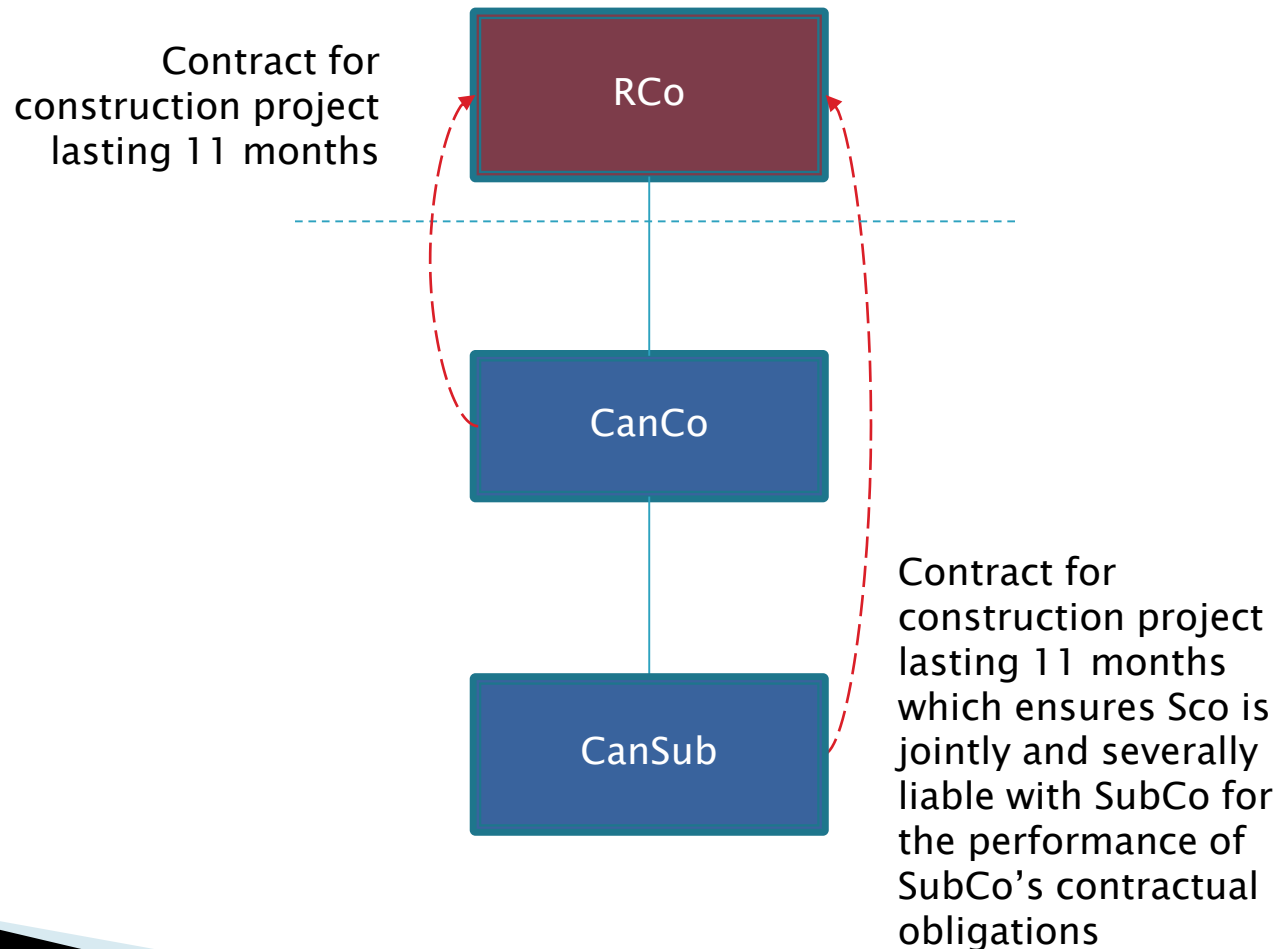 Contract for
construction project
lasting 11 months
RCo
CanCo
CanSub
Contract for
construction project
lasting 11 months
which ensures Sco is
jointly and severally
liable with SubCo for
the performance of
SubCo’s contractual
obligations